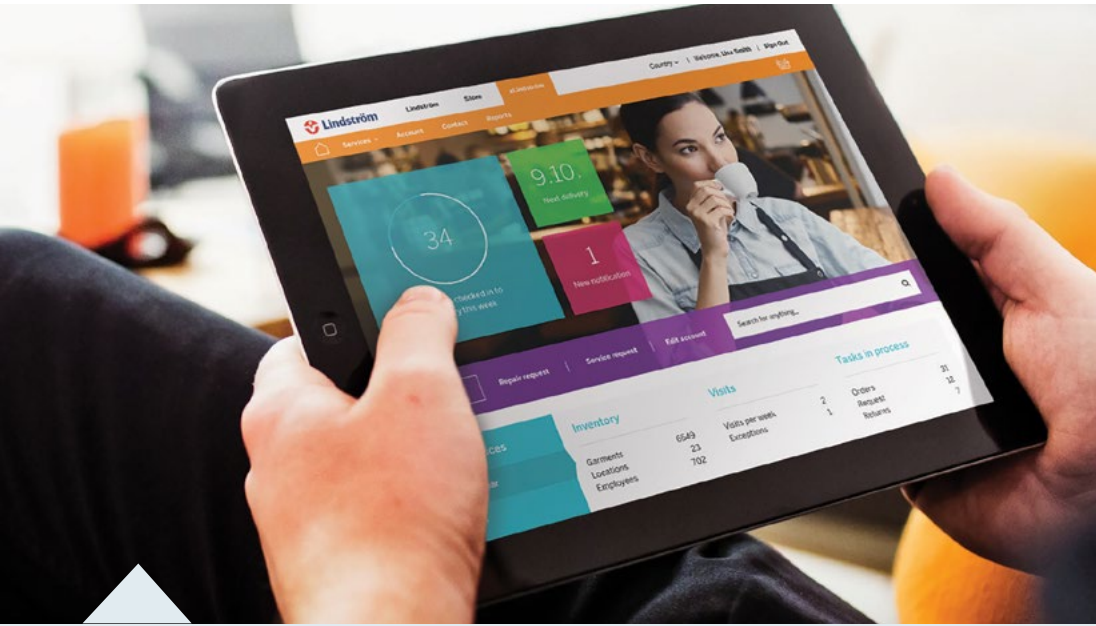 Lindström
Lindström
Store
eLindström
Country
Welcome, Lisa Smith
Sign Out
Services
Account
Contact
Reports
34
checked in to
this week
9.10.
Next delivery
1
New notification
Repair request
Service request
Edit account
Search for anything_
Inventory
Garments 6649
Locations 23
Employees 702
Visits
Visits per week 2
Exceptions 1
Tasks in process
Orders 31
Request 12
Returns 7